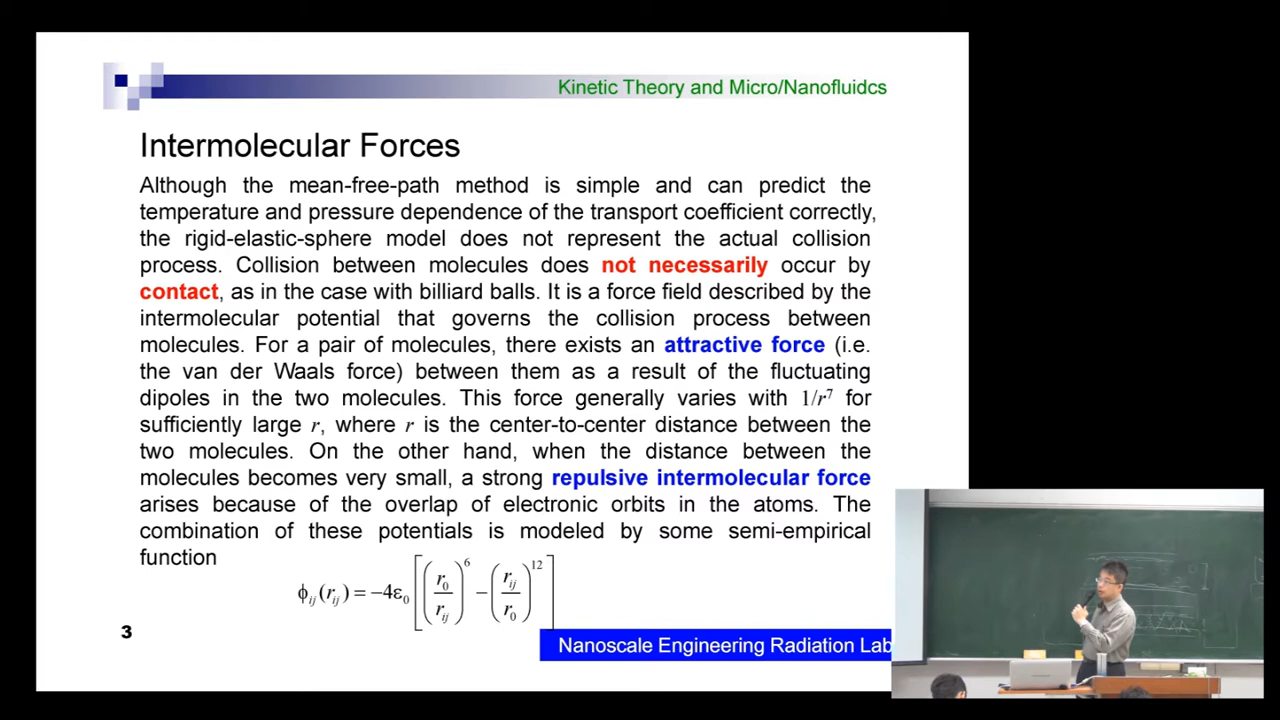 Kinetic Theory and Micro/Nanofluidcs
Intermolecular Forces
Although the mean-free-path method is simple and can predict the
temperature and pressure dependence of the transport coefficient correctly,
the rigid-elastic-sphere model does not represent the actual collision
process. Collision between molecules does not necessarily occur by
contact, as in the case with billiard balls. It is a force field described by the
intermolecular potential that governs the collision process between
molecules. For a pair of molecules, there exists an attractive force (i.e.
the van der Waals force) between them as a result of the fluctuating
dipoles in the two molecules. This force generally varies with 1/r⁷ for
sufficiently large r, where r is the center-to-center distance between the
two molecules. On the other hand, when the distance between the
molecules becomes very small, a strong repulsive intermolecular force
arises because of the overlap of electronic orbits in the atoms. The
combination of these potentials is modeled by some semi-empirical
function
ϕij(rij) = −4ε₀[(r₀/rij)⁶ − (rij/r₀)¹²]
3
Nanoscale Engineering Radiation Lab